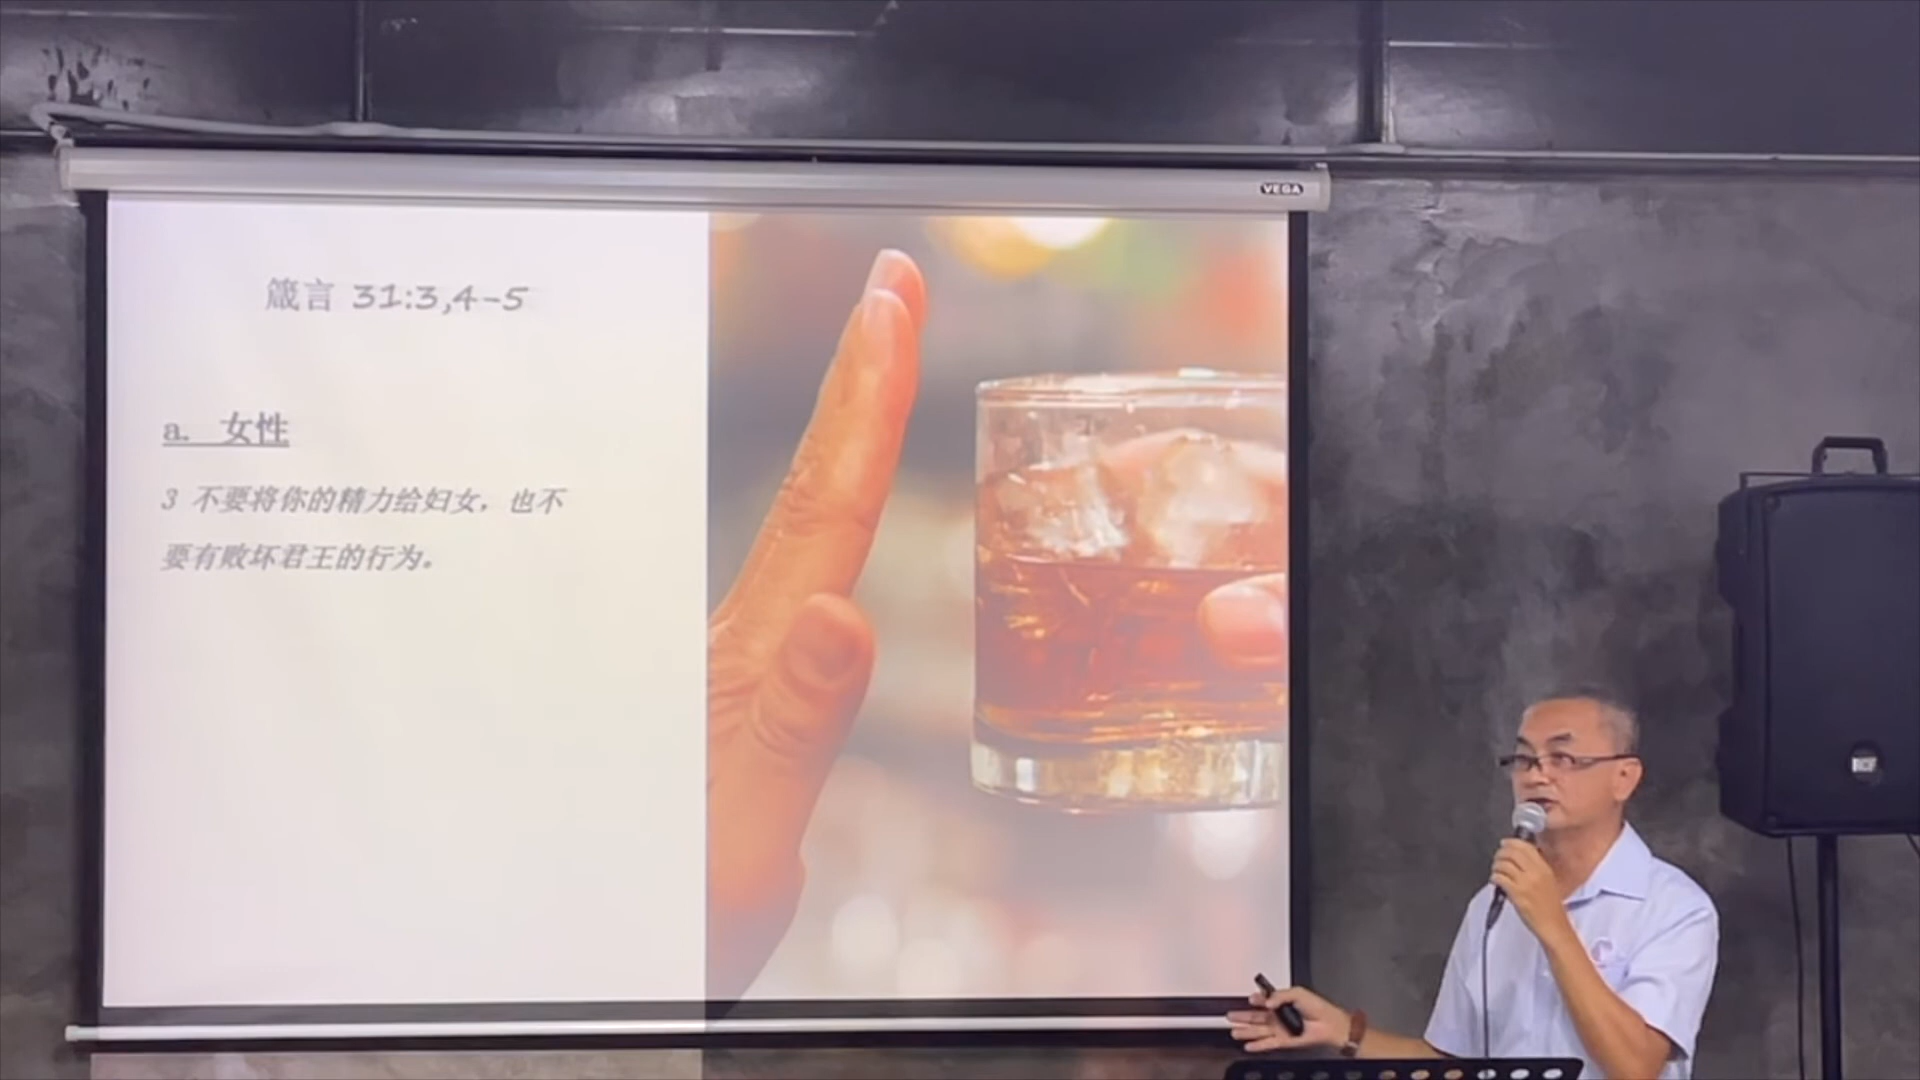 VEGA
箴言 31:3,4-5
a. 女性
3 不要将你的精力给妇女，也不
要有败坏君王的行为。